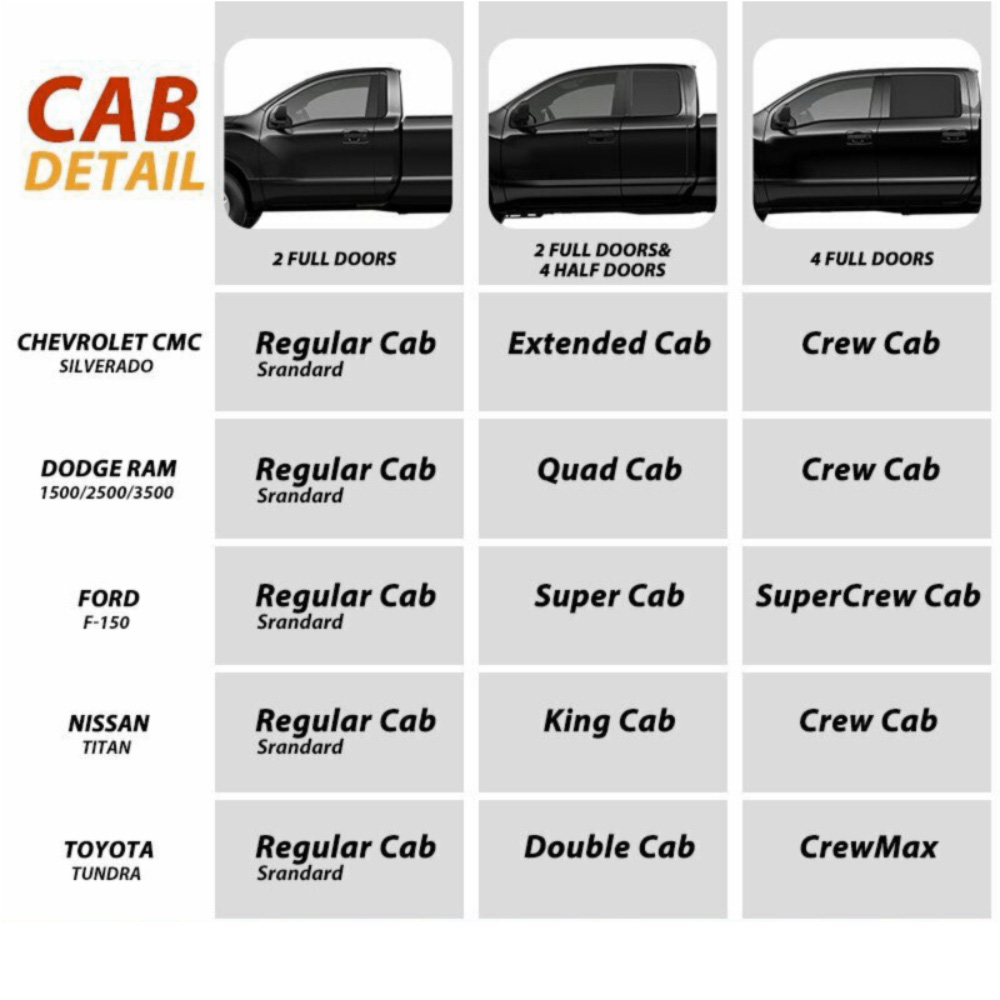 CAB
DETAIL
2 FULL DOORS
2 FULL DOORS&
4 HALF DOORS
4 FULL DOORS
CHEVROLET CMC
SILVERADO
Regular Cab
Srandard
Extended Cab
Crew Cab
DODGE RAM
1500/2500/3500
Regular Cab
Srandard
Quad Cab
Crew Cab
FORD
F-150
Regular Cab
Srandard
Super Cab
SuperCrew Cab
NISSAN
TITAN
Regular Cab
Srandard
King Cab
Crew Cab
TOYOTA
TUNDRA
Regular Cab
Srandard
Double Cab
CrewMax